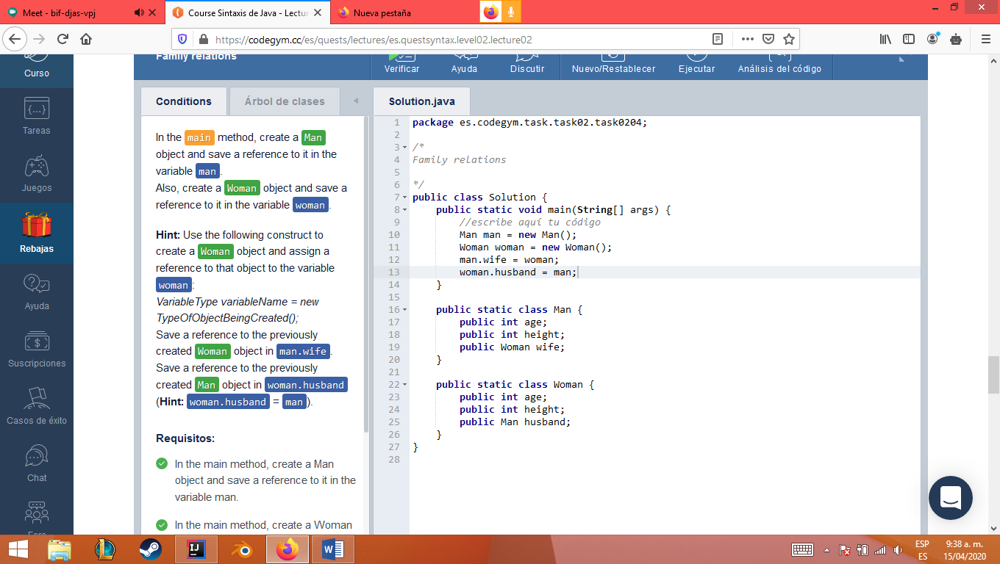 Meet - bif-djas-vpj
Course Sintaxis de Java - Lectur
Nueva pestaña
https://codegym.cc/es/quests/lectures/es.questsyntax.level02.lecture02
Curso
Tareas
Juegos
Rebajas
Ayuda
Suscripciones
Casos de éxito
Chat
Family relations
Verificar
Ayuda
Discutir
Nuevo/Restablecer
Ejecutar
Análisis del código
Conditions
Árbol de clases
In the main method, create a Man
object and save a reference to it in the
variable man.
Also, create a Woman object and save a
reference to it in the variable woman.
Hint: Use the following construct to
create a Woman object and assign a
reference to that object to the variable
woman:
VariableType variableName = new
TypeOfObjectBeingCreated();
Save a reference to the previously
created Woman object in man.wife.
Save a reference to the previously
created Man object in woman.husband
(Hint: woman.husband = man).
Requisitos:
In the main method, create a Man
object and save a reference to it in the
variable man.
In the main method, create a Woman
Solution.java
1 package es.codegym.task.task02.task0204;
2
3 /*
4 Family relations
5
6 */
7 public class Solution {
8 public static void main(String[] args) {
9 //escribe aquí tu código
10 Man man = new Man();
11 Woman woman = new Woman();
12 man.wife = woman;
13 woman.husband = man;
14 }
15
16 public static class Man {
17 public int age;
18 public int height;
19 public Woman wife;
20 }
21
22 public static class Woman {
23 public int age;
24 public int height;
25 public Man husband;
26 }
27 }
28
ESP
ES
9:38 a. m.
15/04/2020